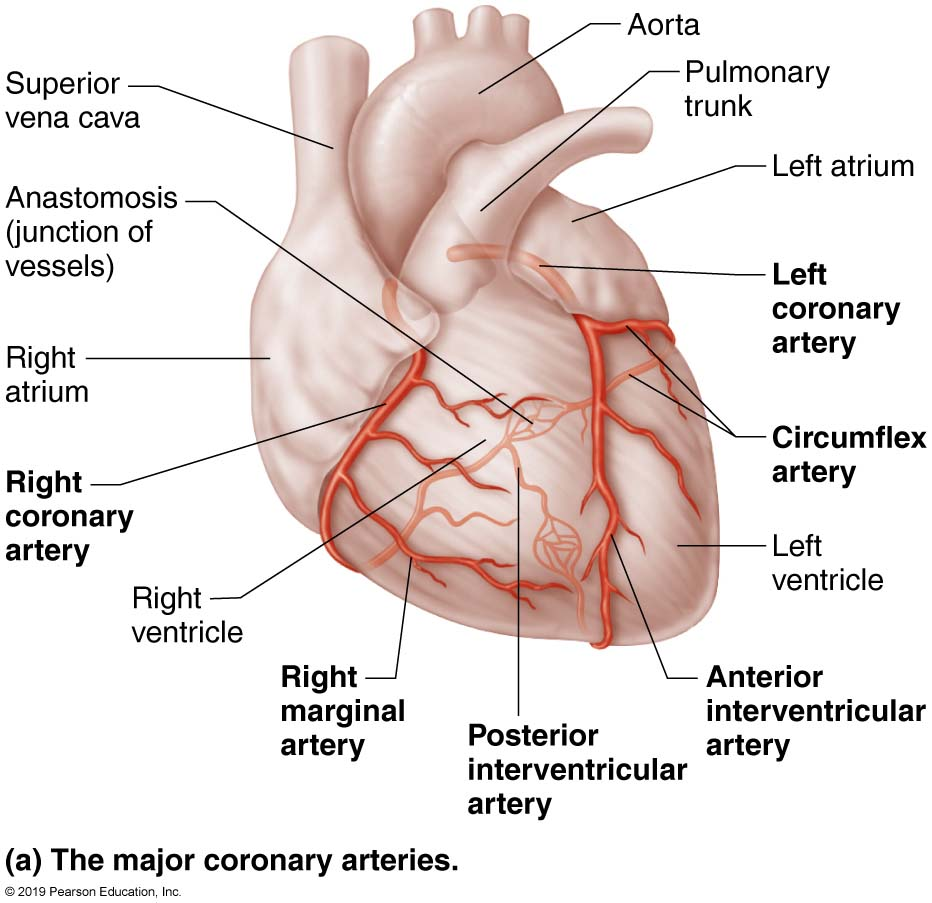 Aorta
Pulmonary
trunk
Superior
vena cava
Left atrium
Anastomosis
(junction of
vessels)
Left
coronary
artery
Right
atrium
Circumflex
artery
Right
coronary
artery
Left
ventricle
Right
ventricle
Right
marginal
artery
Anterior
interventricular
artery
Posterior
interventricular
artery
(a) The major coronary arteries.
© 2019 Pearson Education, Inc.